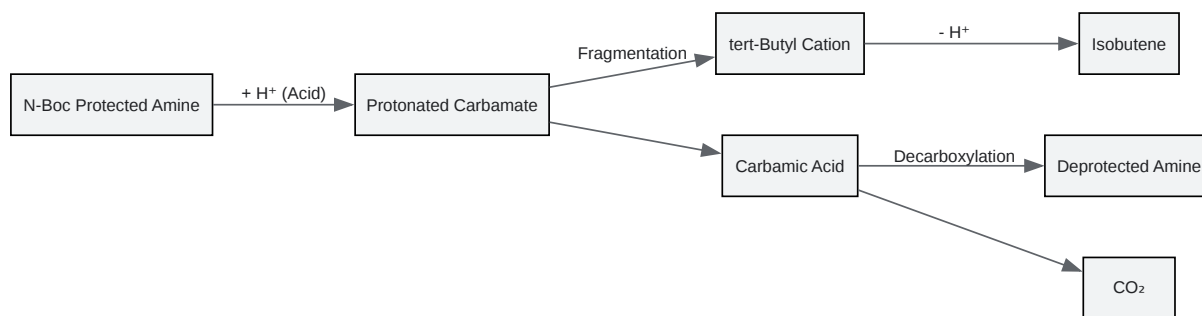 tert-Butyl Cation
- H⁺
Isobutene
Fragmentation
N-Boc Protected Amine
+ H⁺ (Acid)
Protonated Carbamate
Carbamic Acid
Decarboxylation
Deprotected Amine
CO₂